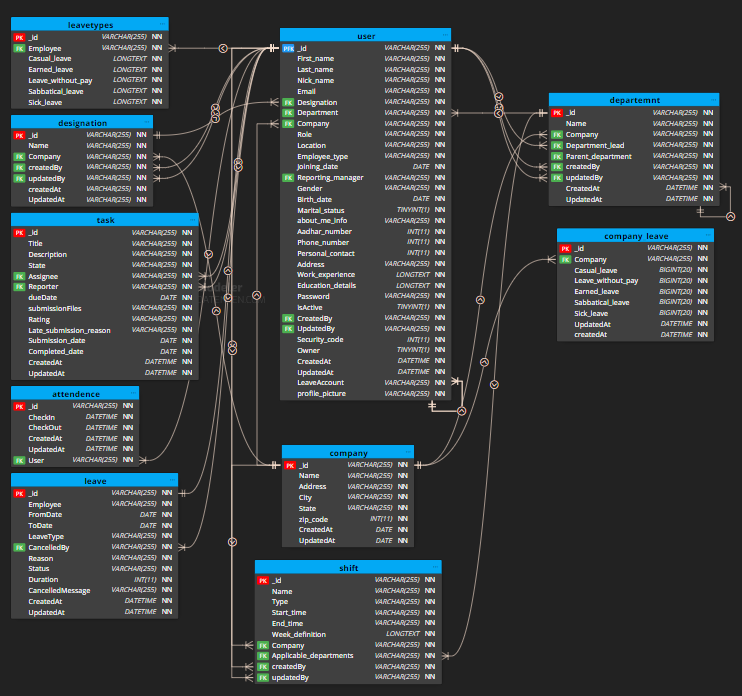 leavetypes
PK _id VARCHAR(255) NN
FK Employee VARCHAR(255) NN
Casual_leave LONGTEXT NN
Earned_leave LONGTEXT NN
Leave_without_pay LONGTEXT NN
Sabbatical_leave LONGTEXT NN
Sick_leave LONGTEXT NN
designation
PK _id VARCHAR(255) NN
Name VARCHAR(255) NN
FK Company VARCHAR(255) NN
FK createdBy VARCHAR(255) NN
FK updatedBy VARCHAR(255) NN
createdAt VARCHAR(255) NN
UpdatedAt VARCHAR(255) NN
task
PK _id VARCHAR(255) NN
Title VARCHAR(255) NN
Description VARCHAR(255) NN
State VARCHAR(255) NN
FK Assignee VARCHAR(255) NN
FK Reporter VARCHAR(255) NN
dueDate DATE NN
submissionFiles VARCHAR(255) NN
Rating VARCHAR(255) NN
Late_submission_reason VARCHAR(255) NN
Submission_date DATE NN
Completed_date DATE NN
CreatedAt DATETIME NN
UpdatedAt DATETIME NN
attendence
PK _id VARCHAR(255) NN
CheckIn DATETIME NN
CheckOut DATETIME NN
CreatedAt DATETIME NN
UpdatedAt DATETIME NN
FK User VARCHAR(255) NN
leave
PK _id VARCHAR(255) NN
Employee VARCHAR(255) NN
FromDate DATE NN
ToDate DATE NN
LeaveType VARCHAR(255) NN
FK CancelledBy VARCHAR(255) NN
Reason VARCHAR(255) NN
Status VARCHAR(255) NN
Duration INT(11) NN
CancelledMessage VARCHAR(255) NN
CreatedAt DATETIME NN
UpdatedAt DATETIME NN
user
PFK _id VARCHAR(255) NN
First_name VARCHAR(255) NN
Last_name VARCHAR(255) NN
Nick_name VARCHAR(255) NN
Email VARCHAR(255) NN
FK Designation VARCHAR(255) NN
FK Department VARCHAR(255) NN
FK Company VARCHAR(255) NN
Role VARCHAR(255) NN
Location VARCHAR(255) NN
Employee_type VARCHAR(255) NN
Joining_date DATE NN
FK Reporting_manager VARCHAR(255) NN
Gender VARCHAR(255) NN
Birth_date DATE NN
Marital_status TINYINT(1) NN
about_me_info VARCHAR(255) NN
Aadhar_number INT(11) NN
Phone_number INT(11) NN
Personal_contact INT(11) NN
Address VARCHAR(255) NN
Work_experience LONGTEXT NN
Education_details LONGTEXT NN
Password VARCHAR(255) NN
IsActive TINYINT(1) NN
FK CreatedBy VARCHAR(255) NN
FK UpdatedBy VARCHAR(255) NN
Security_code INT(11) NN
Owner TINYINT(1) NN
CreatedAt DATETIME NN
UpdatedAt DATETIME NN
LeaveAccount VARCHAR(255) NN
profile_picture VARCHAR(255) NN
company
PK _id VARCHAR(255) NN
Name VARCHAR(255) NN
Address VARCHAR(255) NN
City VARCHAR(255) NN
State VARCHAR(255) NN
zip_code INT(11) NN
CreatedAt DATE NN
UpdatedAt DATE NN
shift
PK _id VARCHAR(255) NN
Name VARCHAR(255) NN
Type VARCHAR(255) NN
Start_time VARCHAR(255) NN
End_time VARCHAR(255) NN
Week_definition LONGTEXT NN
FK Company VARCHAR(255) NN
FK Applicable_departments VARCHAR(255) NN
FK createdBy VARCHAR(255) NN
FK updatedBy VARCHAR(255) NN
departemnt
PK _id VARCHAR(255) NN
Name VARCHAR(255) NN
FK Company VARCHAR(255) NN
FK Department_lead VARCHAR(255) NN
FK Parent_department VARCHAR(255) NN
FK createdBy VARCHAR(255) NN
FK updatedBy VARCHAR(255) NN
CreatedAt DATETIME NN
UpdatedAt DATETIME NN
company_leave
PK _id VARCHAR(255) NN
FK Company VARCHAR(255) NN
Casual_leave BIGINT(20) NN
Leave_without_pay BIGINT(20) NN
Earned_leave BIGINT(20) NN
Sabbatical_leave BIGINT(20) NN
Sick_leave BIGINT(20) NN
UpdatedAt DATETIME NN
createdAt DATETIME NN